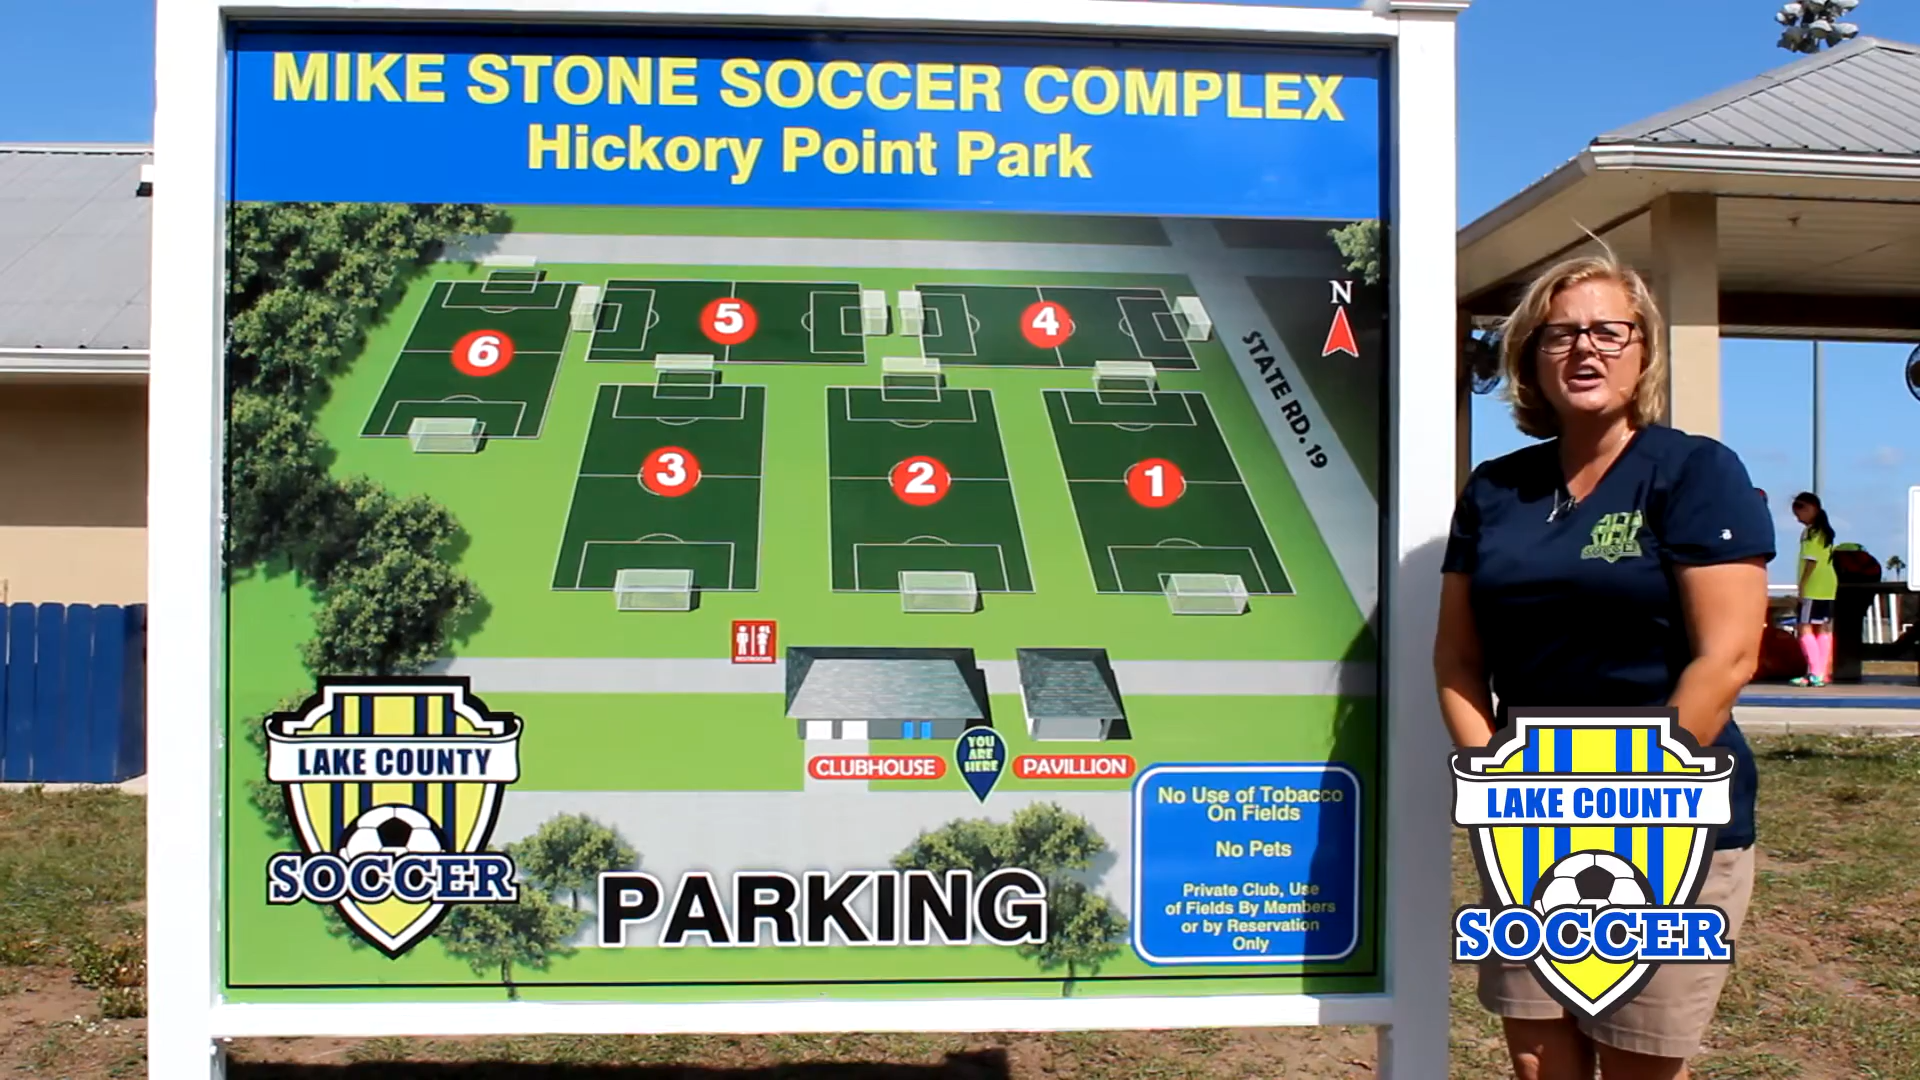 MIKE STONE SOCCER COMPLEX
Hickory Point Park
N
5
4
6
STATE RD. 19
3
2
1
RESTROOMS
YOU
ARE
HERE
CLUBHOUSE
PAVILLION
LAKE COUNTY
SOCCER
PARKING
No Use of Tobacco
On Fields
No Pets
Private Club, Use
of Fields By Members
or by Reservation
Only
SOCCER
LAKE COUNTY
SOCCER